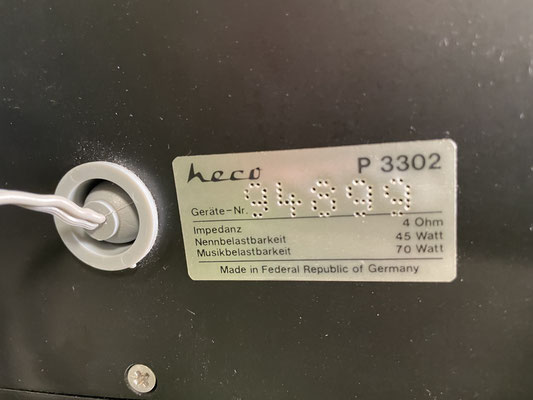 heco P 3302
Geräte-Nr. 94899
Impedanz 4 Ohm
Nennbelastbarkeit 45 Watt
Musikbelastbarkeit 70 Watt
Made in Federal Republic of Germany